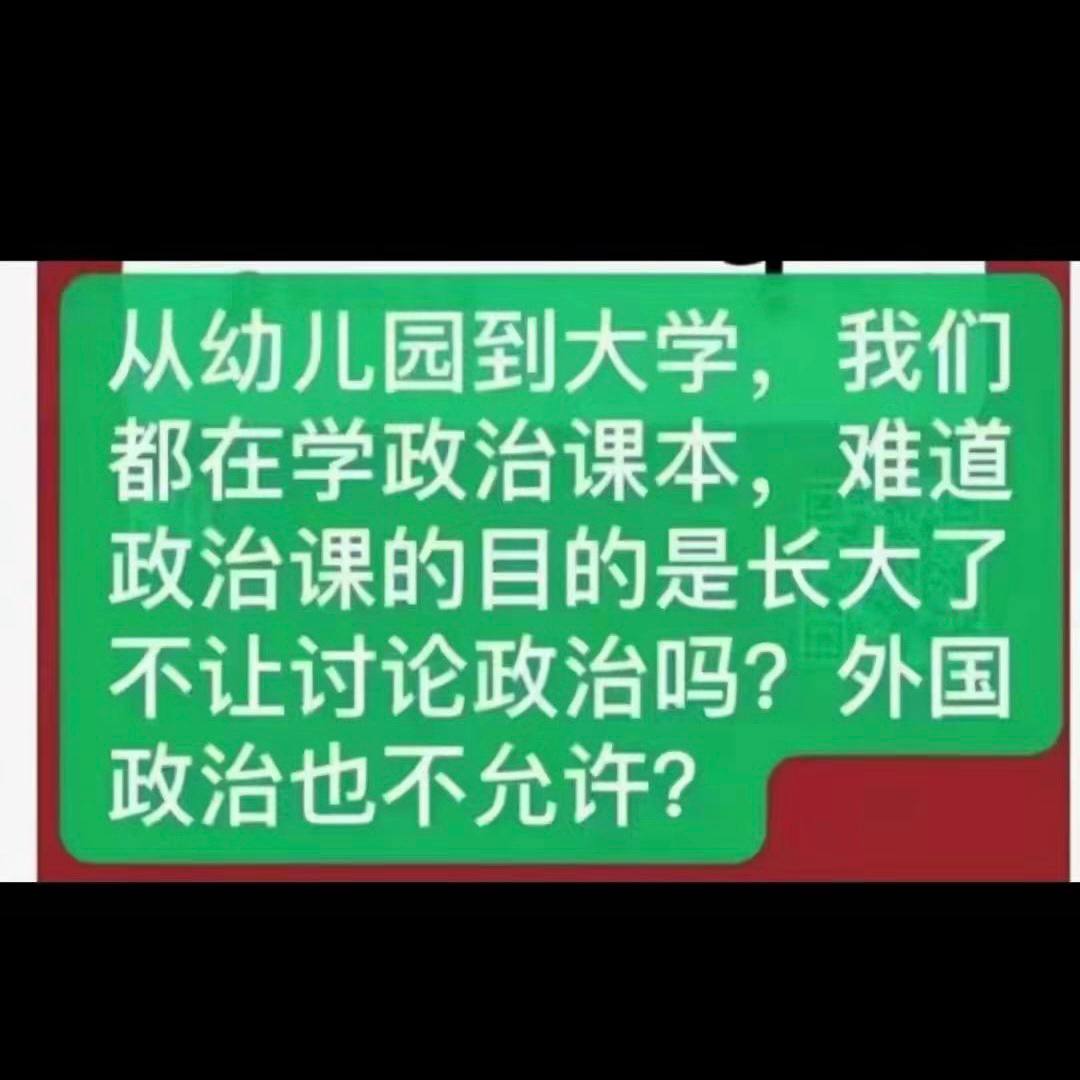 从幼儿园到大学，我们
都在学政治课本，难道
政治课的目的是长大了
不让讨论政治吗？外国
政治也不允许？